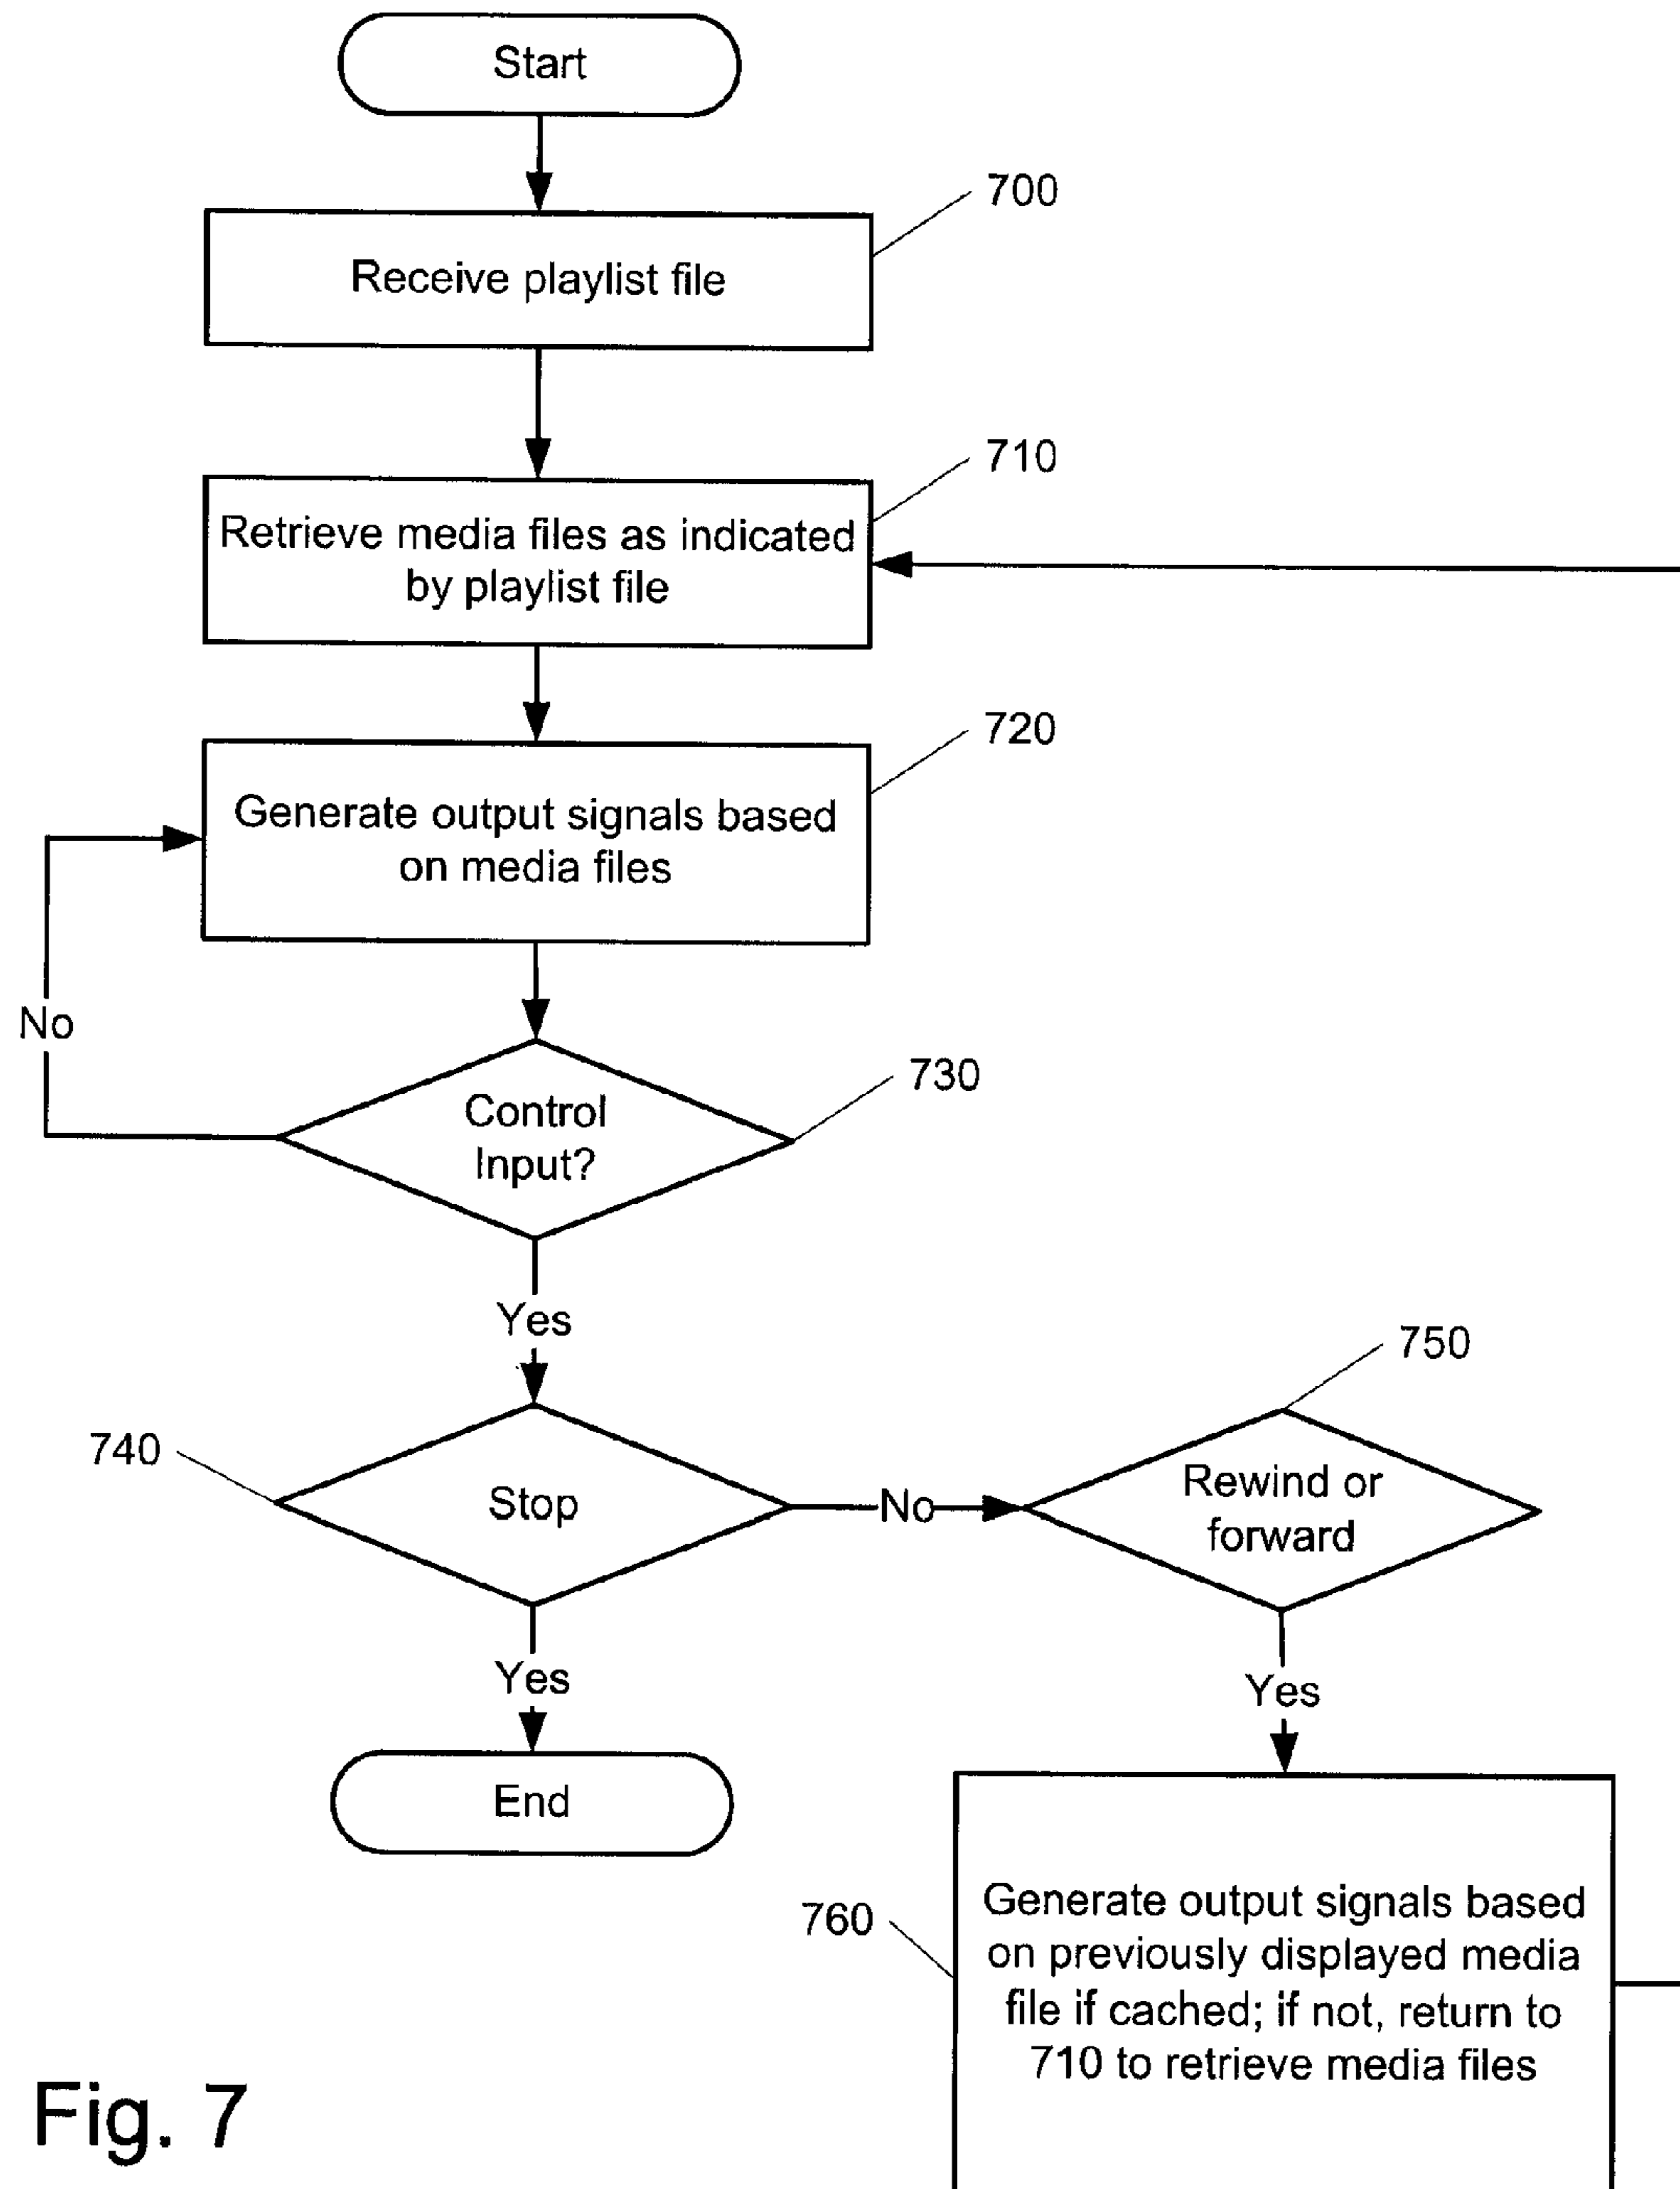 Start
700
Receive playlist file
710
Retrieve media files as indicated
by playlist file
720
Generate output signals based
on media files
No
730
Control
Input?
Yes
750
740
Stop
No
Rewind or
forward
Yes
Yes
End
760
Generate output signals based
on previously displayed media
file if cached; if not, return to
710 to retrieve media files
Fig. 7